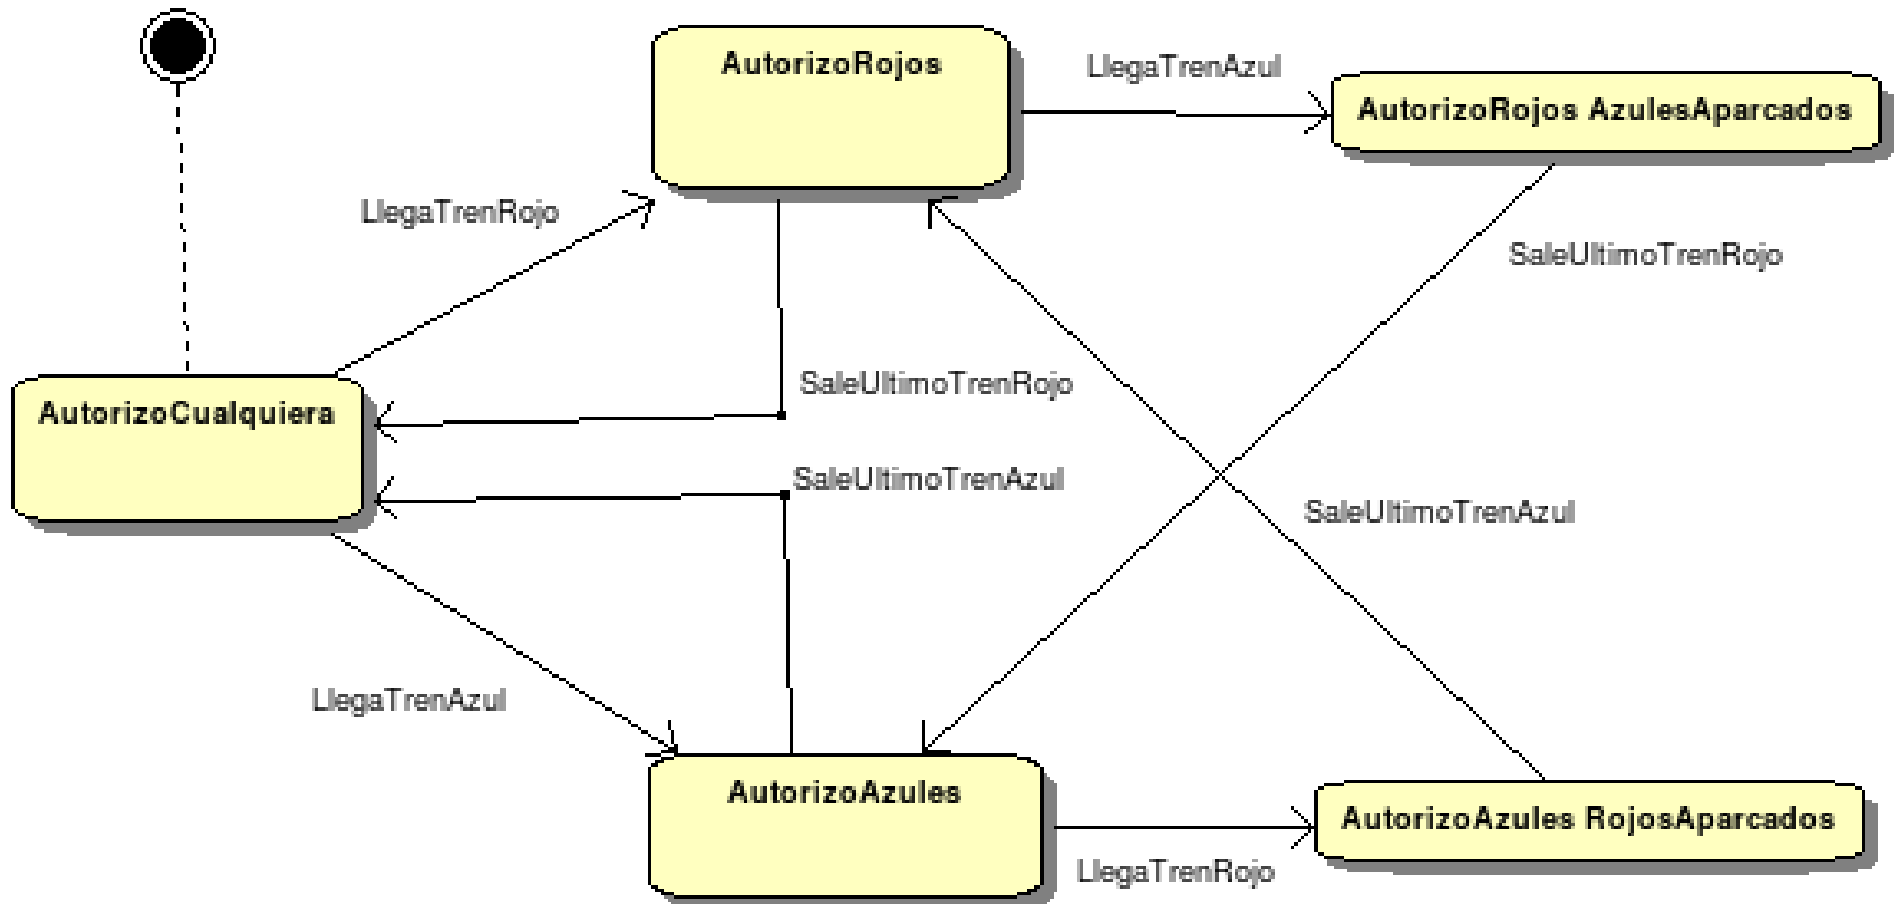 AutorizoRojos
LlegaTrenAzul
AutorizoRojos AzulesAparcados
LlegaTrenRojo
SaleUltimoTrenRojo
SaleUltimoTrenRojo
AutorizoCualquiera
SaleUltimoTrenAzul
SaleUltimoTrenAzul
LlegaTrenAzul
AutorizoAzules
AutorizoAzules RojosAparcados
LlegaTrenRojo